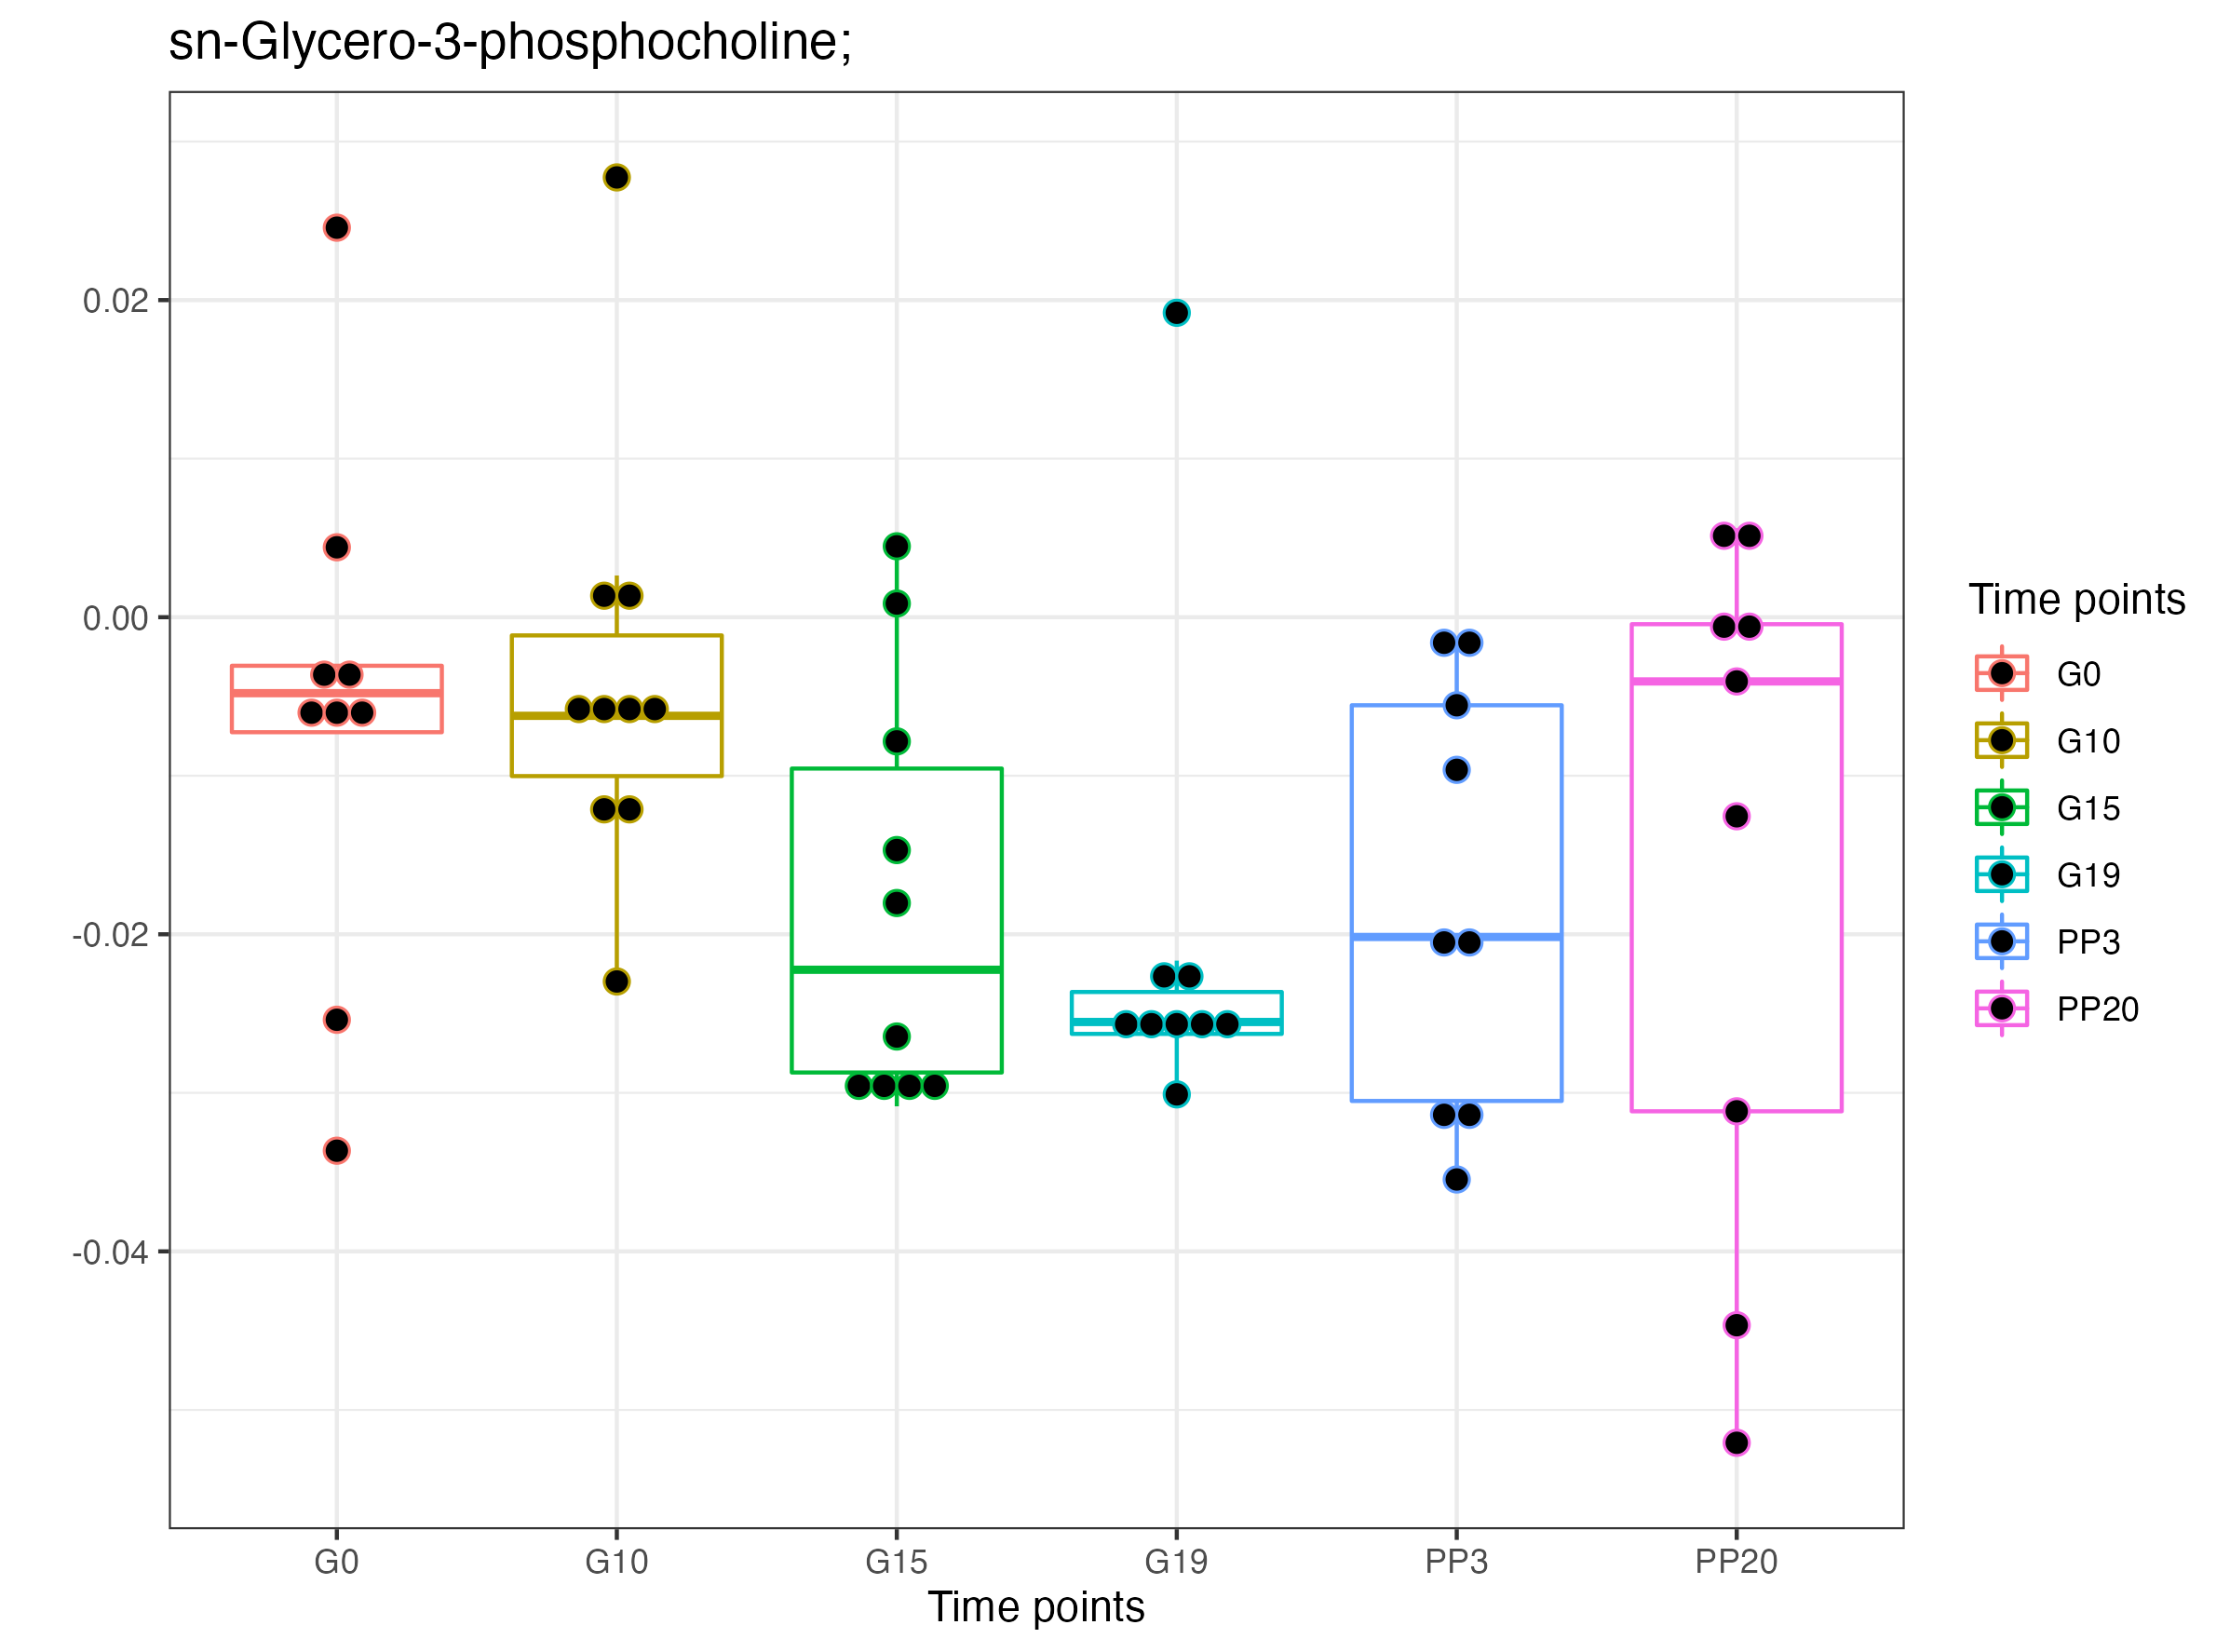 sn-Glycero-3-phosphocholine;
0.02
0.00
-0.02
-0.04
G0 G10 G15 G19 PP3 PP20
Time points
Time points
G0
G10
G15
G19
PP3
PP20